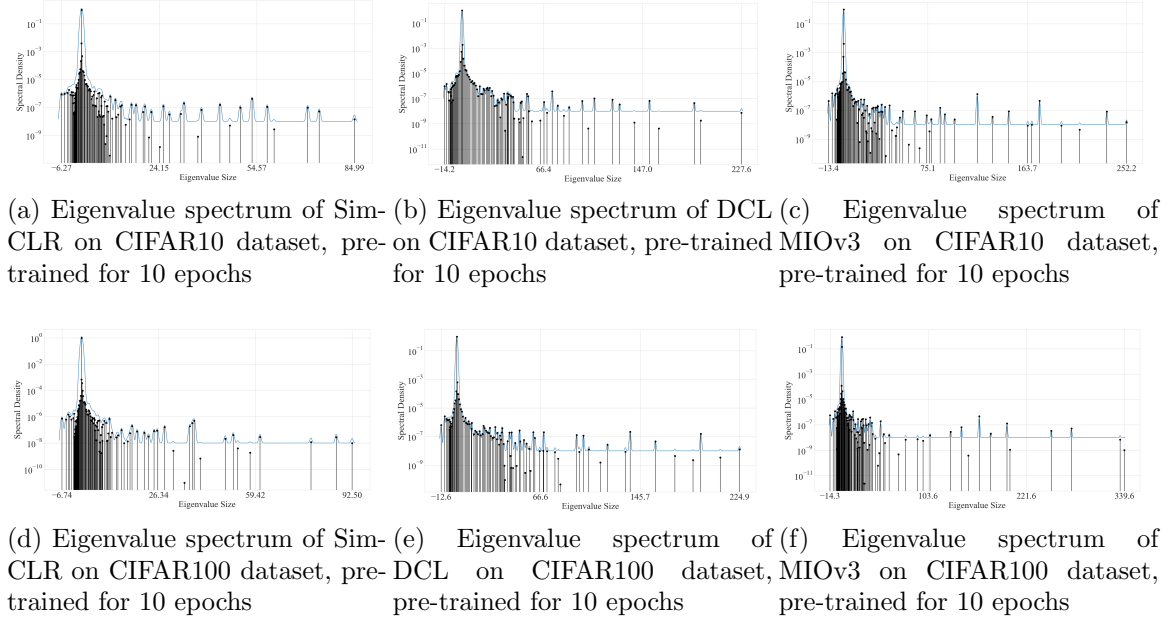 10⁻¹
10⁻³
10⁻⁵
10⁻⁷
10⁻⁹
Spectral Density
−6.27 24.15 54.57 84.99
Eigenvalue Size
10⁻¹
10⁻³
10⁻⁵
10⁻⁷
10⁻⁹
10⁻¹¹
Spectral Density
−14.2 66.4 147.0 227.6
Eigenvalue Size
10⁻¹
10⁻³
10⁻⁵
10⁻⁷
10⁻⁹
Spectral Density
−13.4 75.1 163.7 252.2
Eigenvalue Size
(a) Eigenvalue spectrum of Sim-
CLR on CIFAR10 dataset, pre-
trained for 10 epochs
(b) Eigenvalue spectrum of DCL
on CIFAR10 dataset, pre-trained
for 10 epochs
(c) Eigenvalue spectrum of
MIOv3 on CIFAR10 dataset,
pre-trained for 10 epochs
10⁰
10⁻²
10⁻⁴
10⁻⁶
10⁻⁸
10⁻¹⁰
Spectral Density
−6.74 26.34 59.42 92.50
Eigenvalue Size
10⁻¹
10⁻³
10⁻⁵
10⁻⁷
10⁻⁹
Spectral Density
−12.6 66.6 145.7 224.9
Eigenvalue Size
10⁻¹
10⁻³
10⁻⁵
10⁻⁷
10⁻⁹
10⁻¹¹
Spectral Density
−14.3 103.6 221.6 339.6
Eigenvalue Size
(d) Eigenvalue spectrum of Sim-
CLR on CIFAR100 dataset, pre-
trained for 10 epochs
(e) Eigenvalue spectrum of
DCL on CIFAR100 dataset,
pre-trained for 10 epochs
(f) Eigenvalue spectrum of
MIOv3 on CIFAR100 dataset,
pre-trained for 10 epochs